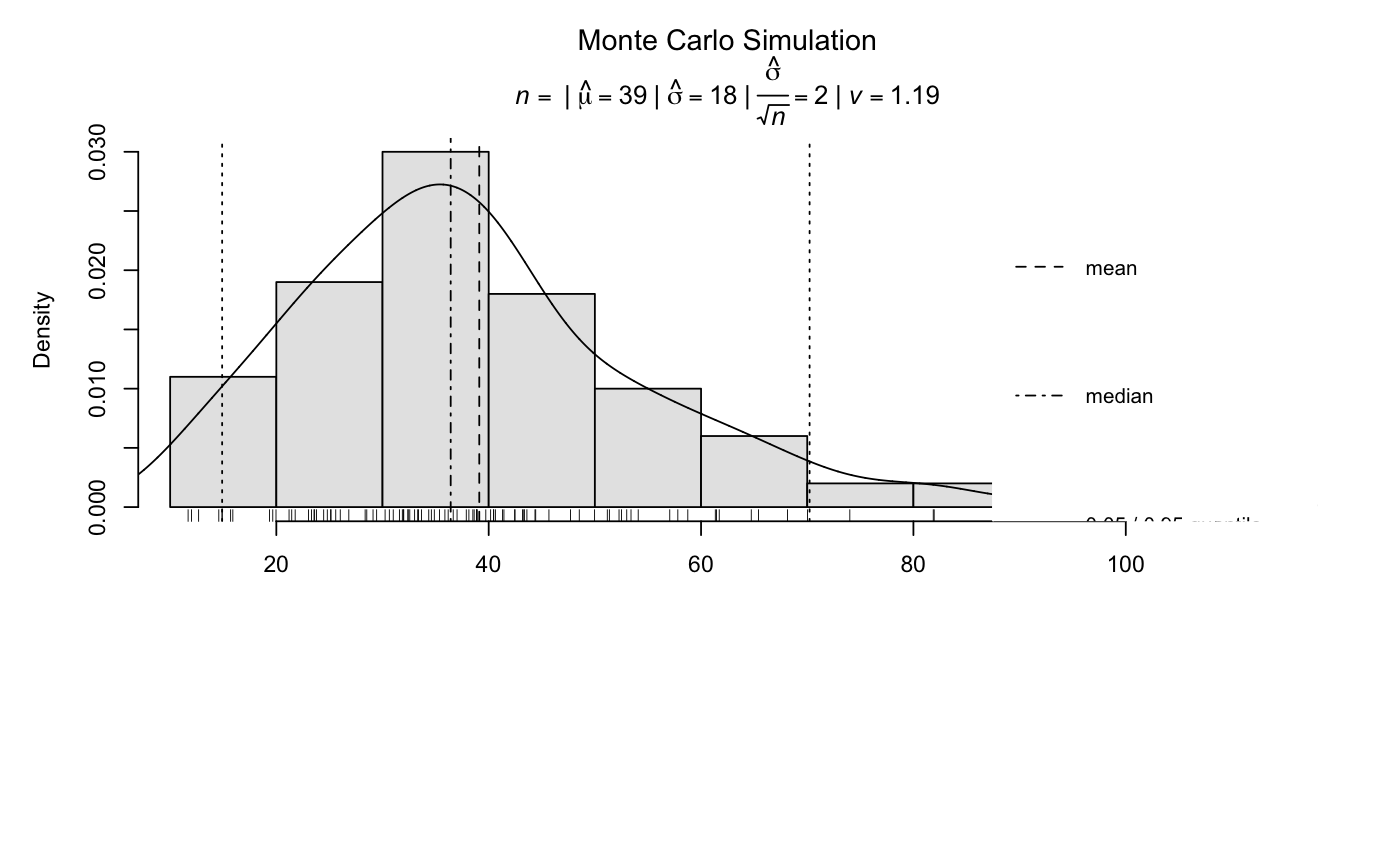 Monte Carlo Simulation
n = | μ̂ = 39 | σ̂ = 18 | σ̂/√n = 2 | v = 1.19
0.030
0.020
0.010
0.000
Density
mean
median
20 40 60 80 100